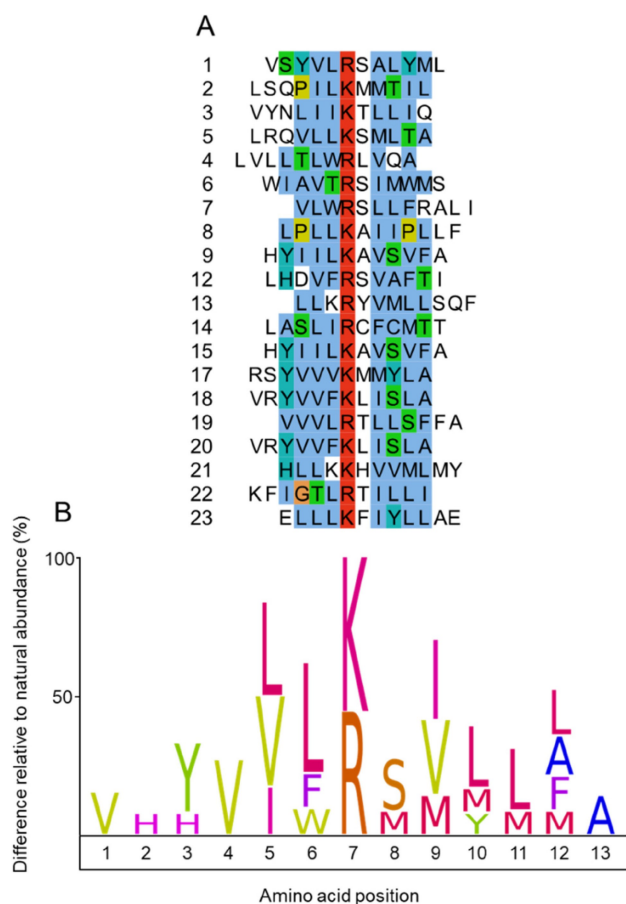 A
1 VSYVLRSALYML
2 LSQPILKMMTIL
3 VYNLIIKTLLIQ
5 LRQVLLKSMLTA
4 LVLLTLWRLVQA
6 WIAVTRSIMWMS
7 VLWRSLLFRALI
8 LPLLKAIIPLLF
9 HYIILKAVSVFA
12 LHDVFRSVAFTI
13 LLKRYVMLLSQF
14 LASLIRCFCMTT
15 HYIILKAVSVFA
17 RSYVVVKMMYLA
18 VRYVVFKLISLA
19 VVVLRTLLSFFA
20 VRYVVFKLISLA
21 HLLKKHVVMLMY
22 KFIGTLRTILLI
23 ELLLKFIYLLAE
B
Difference relative to natural abundance (%)
100
50
V
H
Y H
V
L V I
L F W
K R
S M
I V M
L M Y
L M
L A F M
A
1 2 3 4 5 6 7 8 9 10 11 12 13
Amino acid position